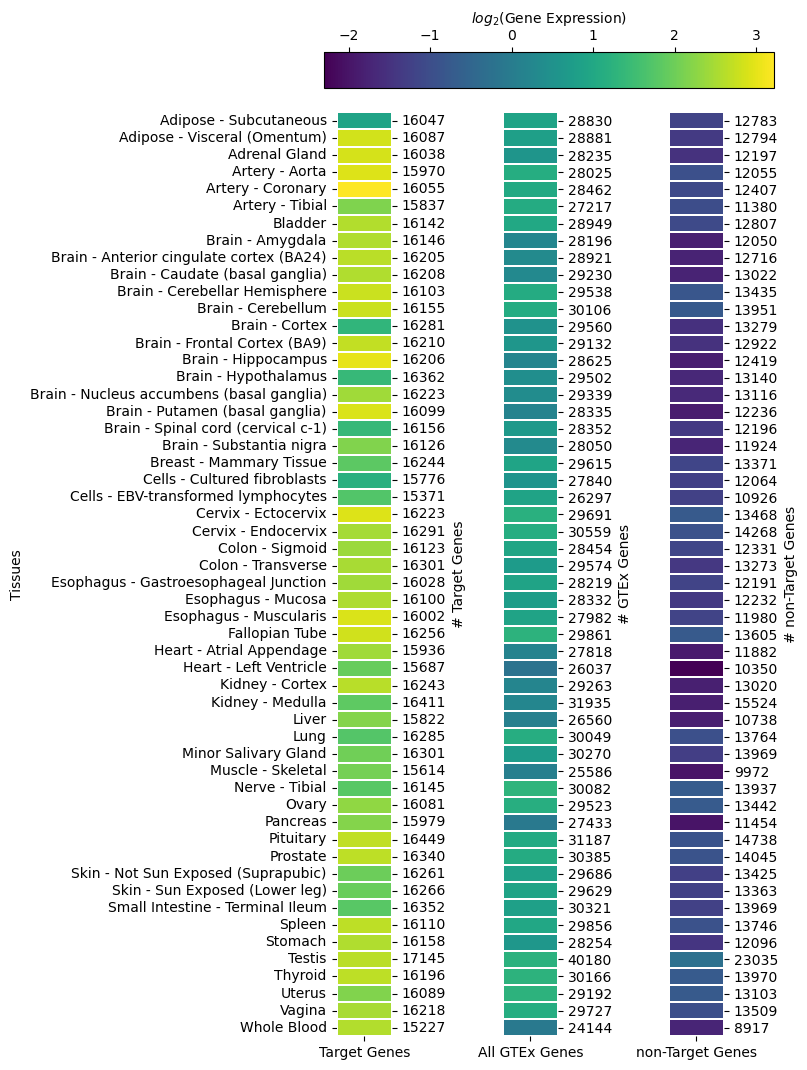 log₂(Gene Expression)
−2 −1 0 1 2 3
Adipose - Subcutaneous 16047 28830 12783
Adipose - Visceral (Omentum) 16087 28881 12794
Adrenal Gland 16038 28235 12197
Artery - Aorta 15970 28025 12055
Artery - Coronary 16055 28462 12407
Artery - Tibial 15837 27217 11380
Bladder 16142 28949 12807
Brain - Amygdala 16146 28196 12050
Brain - Anterior cingulate cortex (BA24) 16205 28921 12716
Brain - Caudate (basal ganglia) 16208 29230 13022
Brain - Cerebellar Hemisphere 16103 29538 13435
Brain - Cerebellum 16155 30106 13951
Brain - Cortex 16281 29560 13279
Brain - Frontal Cortex (BA9) 16210 29132 12922
Brain - Hippocampus 16206 28625 12419
Brain - Hypothalamus 16362 29502 13140
Brain - Nucleus accumbens (basal ganglia) 16223 29339 13116
Brain - Putamen (basal ganglia) 16099 28335 12236
Brain - Spinal cord (cervical c-1) 16156 28352 12196
Brain - Substantia nigra 16126 28050 11924
Breast - Mammary Tissue 16244 29615 13371
Cells - Cultured fibroblasts 15776 27840 12064
Cells - EBV-transformed lymphocytes 15371 26297 10926
Cervix - Ectocervix 16223 29691 13468
Cervix - Endocervix 16291 30559 14268
Colon - Sigmoid 16123 28454 12331
Colon - Transverse 16301 29574 13273
Esophagus - Gastroesophageal Junction 16028 28219 12191
Esophagus - Mucosa 16100 28332 12232
Esophagus - Muscularis 16002 27982 11980
Fallopian Tube 16256 29861 13605
Heart - Atrial Appendage 15936 27818 11882
Heart - Left Ventricle 15687 26037 10350
Kidney - Cortex 16243 29263 13020
Kidney - Medulla 16411 31935 15524
Liver 15822 26560 10738
Lung 16285 30049 13764
Minor Salivary Gland 16301 30270 13969
Muscle - Skeletal 15614 25586 9972
Nerve - Tibial 16145 30082 13937
Ovary 16081 29523 13442
Pancreas 15979 27433 11454
Pituitary 16449 31187 14738
Prostate 16340 30385 14045
Skin - Not Sun Exposed (Suprapubic) 16261 29686 13425
Skin - Sun Exposed (Lower leg) 16266 29629 13363
Small Intestine - Terminal Ileum 16352 30321 13969
Spleen 16110 29856 13746
Stomach 16158 28254 12096
Testis 17145 40180 23035
Thyroid 16196 30166 13970
Uterus 16089 29192 13103
Vagina 16218 29727 13509
Whole Blood 15227 24144 8917
Tissues
# Target Genes
# GTEx Genes
# non-Target Genes
Target Genes All GTEx Genes non-Target Genes